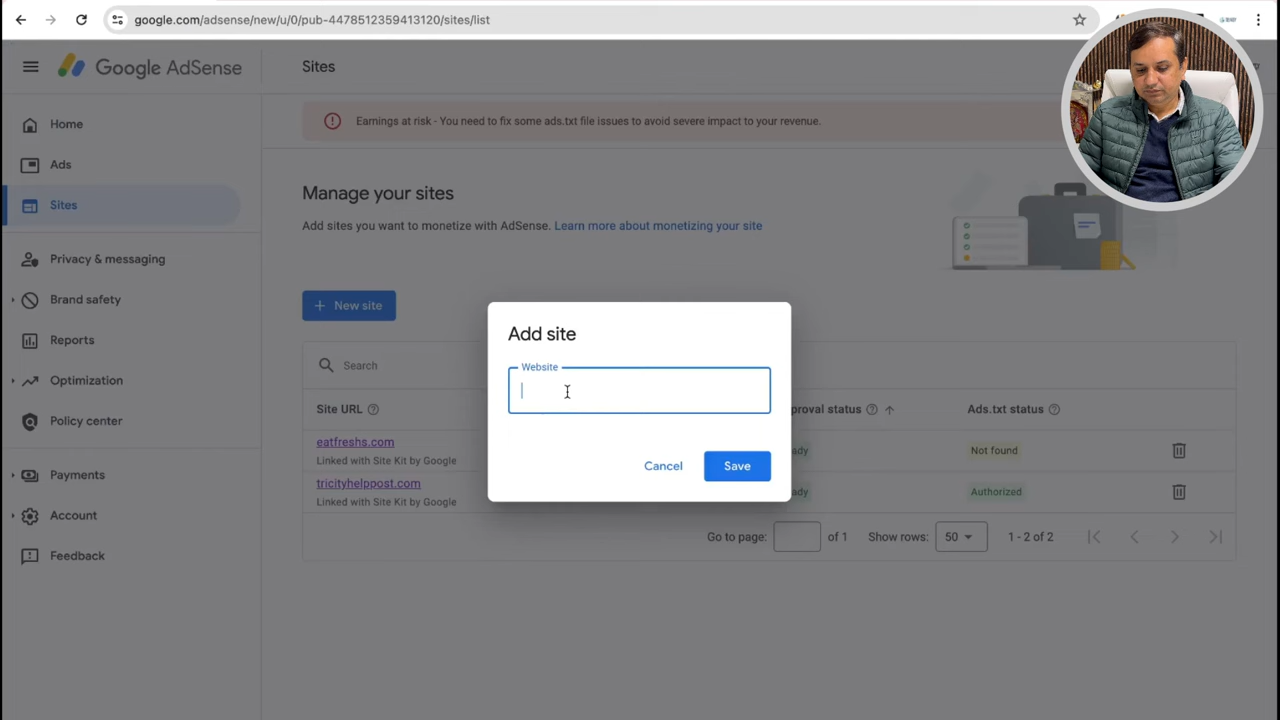 google.com/adsense/new/u/0/pub-4478512359413120/sites/list
Google AdSense
Sites
Home
Ads
Sites
Privacy & messaging
Brand safety
Reports
Optimization
Policy center
Payments
Account
Feedback
Earnings at risk - You need to fix some ads.txt file issues to avoid severe impact to your revenue.
Manage your sites
Add sites you want to monetize with AdSense. Learn more about monetizing your site
+ New site
Search
Site URL proval status Ads.txt status
eatfreshs.com ady Not found
Linked with Site Kit by Google
tricityhelppost.com ady Authorized
Linked with Site Kit by Google
Go to page: of 1 Show rows: 50 1 - 2 of 2
Add site
Website
Cancel Save